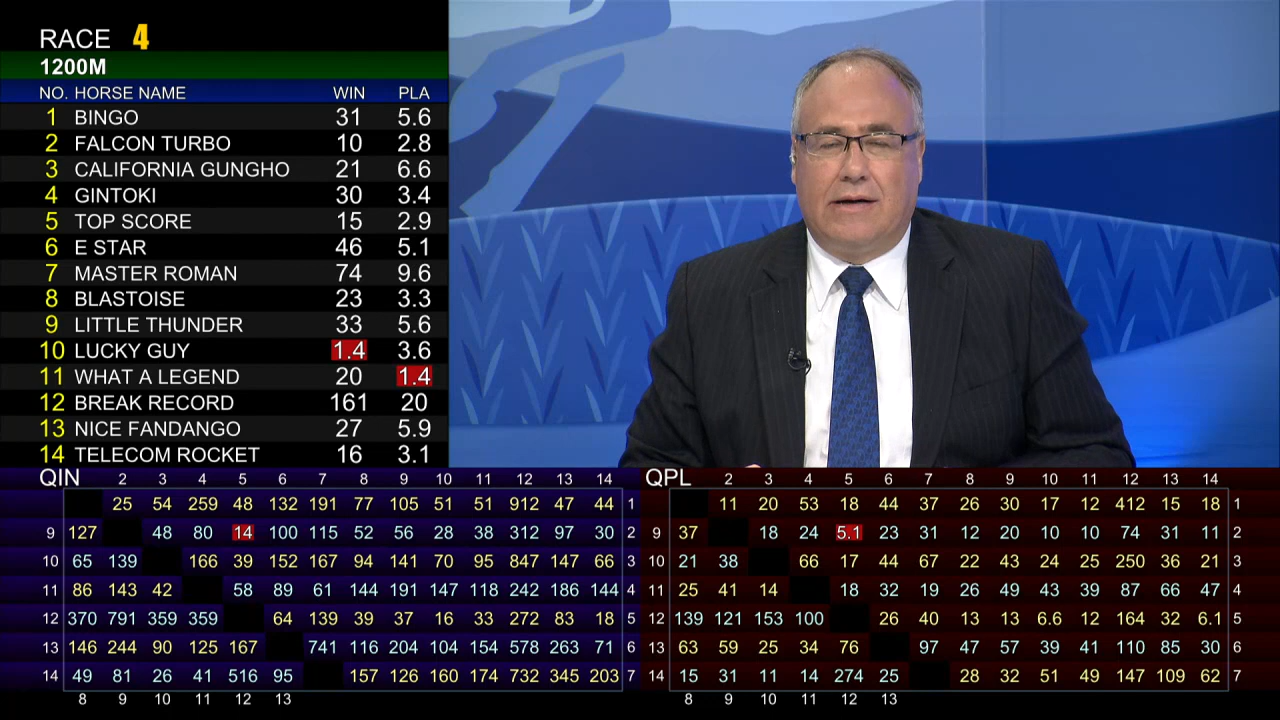 RACE 4
1200M
NO. HORSE NAME WIN PLA
1 BINGO 31 5.6
2 FALCON TURBO 10 2.8
3 CALIFORNIA GUNGHO 21 6.6
4 GINTOKI 30 3.4
5 TOP SCORE 15 2.9
6 E STAR 46 5.1
7 MASTER ROMAN 74 9.6
8 BLASTOISE 23 3.3
9 LITTLE THUNDER 33 5.6
10 LUCKY GUY 1.4 3.6
11 WHAT A LEGEND 20 1.4
12 BREAK RECORD 161 20
13 NICE FANDANGO 27 5.9
14 TELECOM ROCKET 16 3.1
QIN 2 3 4 5 6 7 8 9 10 11 12 13 14
25 54 259 48 132 191 77 105 51 51 912 47 44 1
9 127 48 80 14 100 115 52 56 28 38 312 97 30 2
10 65 139 166 39 152 167 94 141 70 95 847 147 66 3
11 86 143 42 58 89 61 144 191 147 118 242 186 144 4
12 370 791 359 359 64 139 39 37 16 33 272 83 18 5
13 146 244 90 125 167 741 116 204 104 154 578 263 71 6
14 49 81 26 41 516 95 157 126 160 174 732 345 203 7
8 9 10 11 12 13
QPL 2 3 4 5 6 7 8 9 10 11 12 13 14
11 20 53 18 44 37 26 30 17 12 412 15 18 1
9 37 18 24 5.1 23 31 12 20 10 10 74 31 11 2
10 21 38 66 17 44 67 22 43 24 25 250 36 21 3
11 25 41 14 18 32 19 26 49 43 39 87 66 47 4
12 139 121 153 100 26 40 13 13 6.6 12 164 32 6.1 5
13 63 59 25 34 76 97 47 57 39 41 110 85 30 6
14 15 31 11 14 274 25 28 32 51 49 147 109 62 7
8 9 10 11 12 13